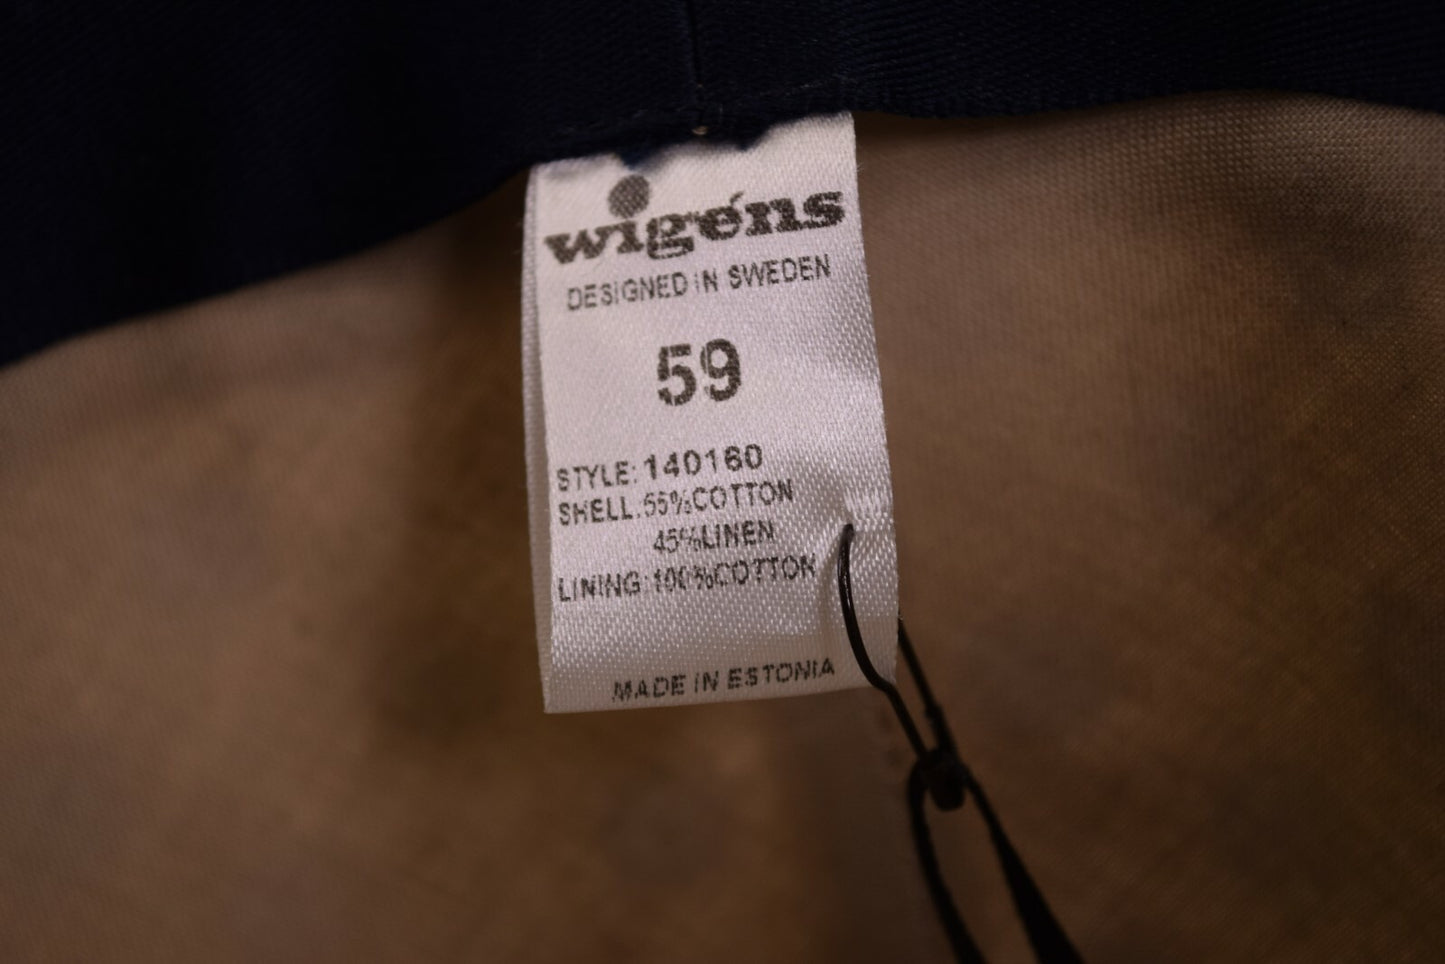 wigéns
DESIGNED IN SWEDEN
59
STYLE: 140160
SHELL: 55%COTTON
45%LINEN
LINING: 100%COTTON
MADE IN ESTONIA